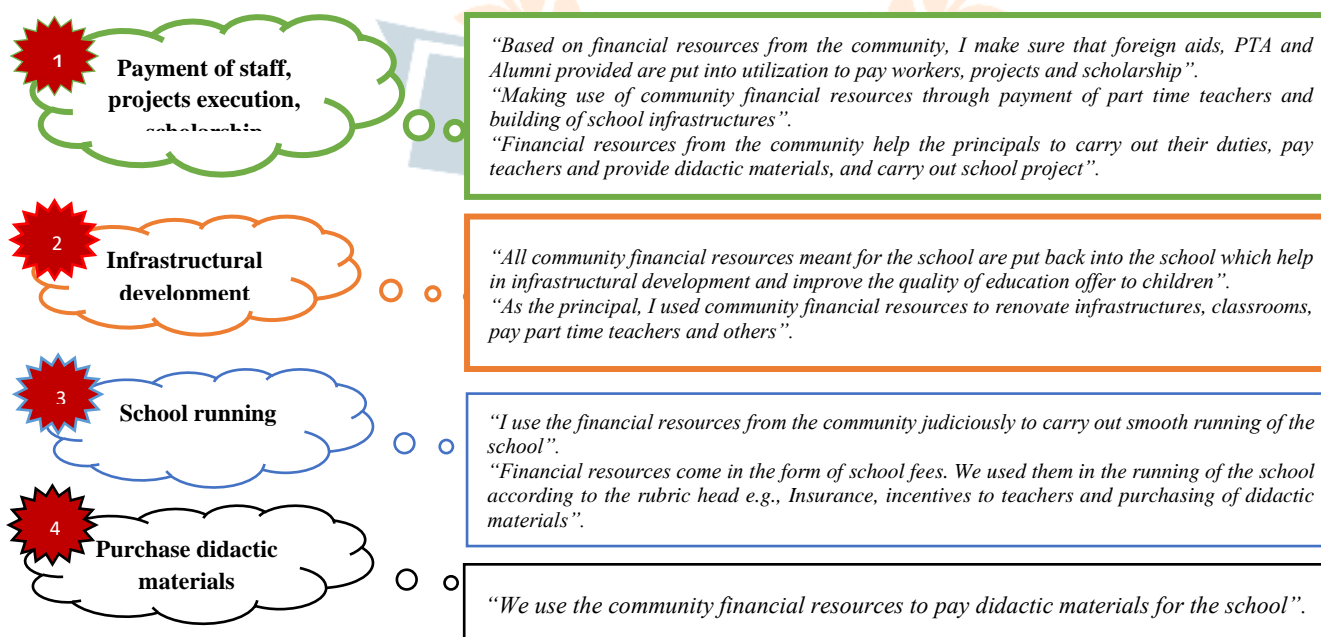 1
Payment of staff,
projects execution,
scholarship
“Based on financial resources from the community, I make sure that foreign aids, PTA and
Alumni provided are put into utilization to pay workers, projects and scholarship”.
“Making use of community financial resources through payment of part time teachers and
building of school infrastructures”.
“Financial resources from the community help the principals to carry out their duties, pay
teachers and provide didactic materials, and carry out school project”.
2
Infrastructural
development
“All community financial resources meant for the school are put back into the school which help
in infrastructural development and improve the quality of education offer to children”.
“As the principal, I used community financial resources to renovate infrastructures, classrooms,
pay part time teachers and others”.
3
School running
“I use the financial resources from the community judiciously to carry out smooth running of the
school”.
“Financial resources come in the form of school fees. We used them in the running of the school
according to the rubric head e.g., Insurance, incentives to teachers and purchasing of didactic
materials”.
4
Purchase didactic
materials
“We use the community financial resources to pay didactic materials for the school”.